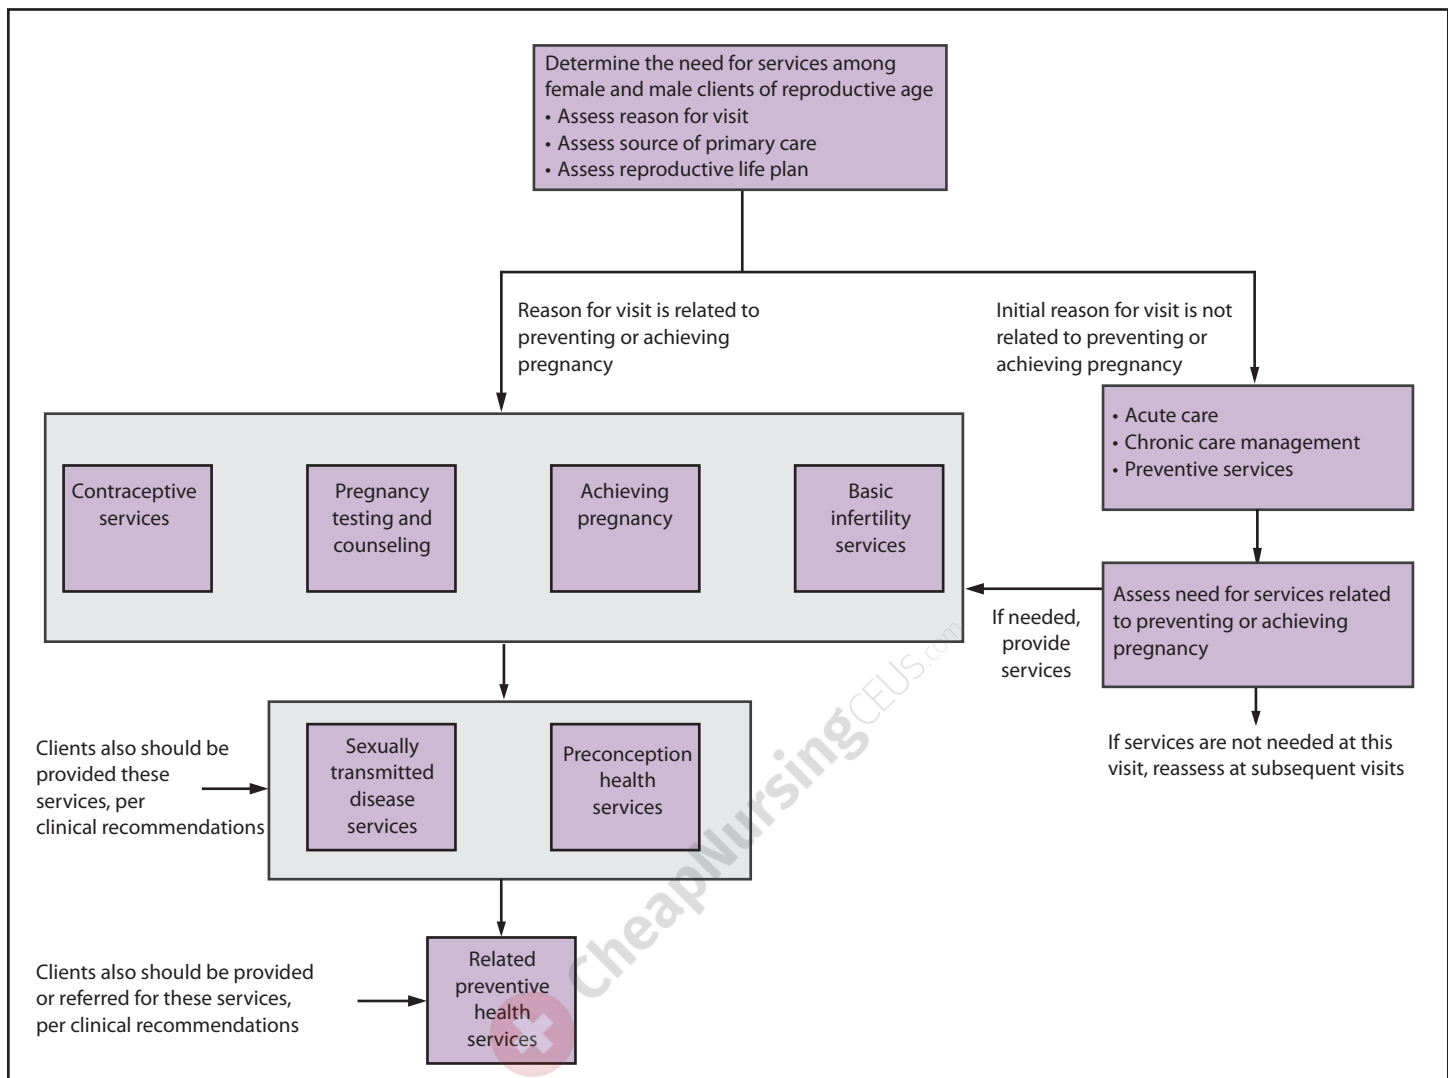 Determine the need for services among
female and male clients of reproductive age
• Assess reason for visit
• Assess source of primary care
• Assess reproductive life plan
Reason for visit is related to
preventing or achieving
pregnancy
Initial reason for visit is not
related to preventing or
achieving pregnancy
• Acute care
• Chronic care management
• Preventive services
Contraceptive
services
Pregnancy
testing and
counseling
Achieving
pregnancy
Basic
infertility
services
If needed,
provide
services
Assess need for services related
to preventing or achieving
pregnancy
If services are not needed at this
visit, reassess at subsequent visits
Clients also should be
provided these
services, per
clinical recommendations
Sexually
transmitted
disease
services
Preconception
health
services
Clients also should be provided
or referred for these services,
per clinical recommendations
Related
preventive
health
services
CheapNursingCEUS.com